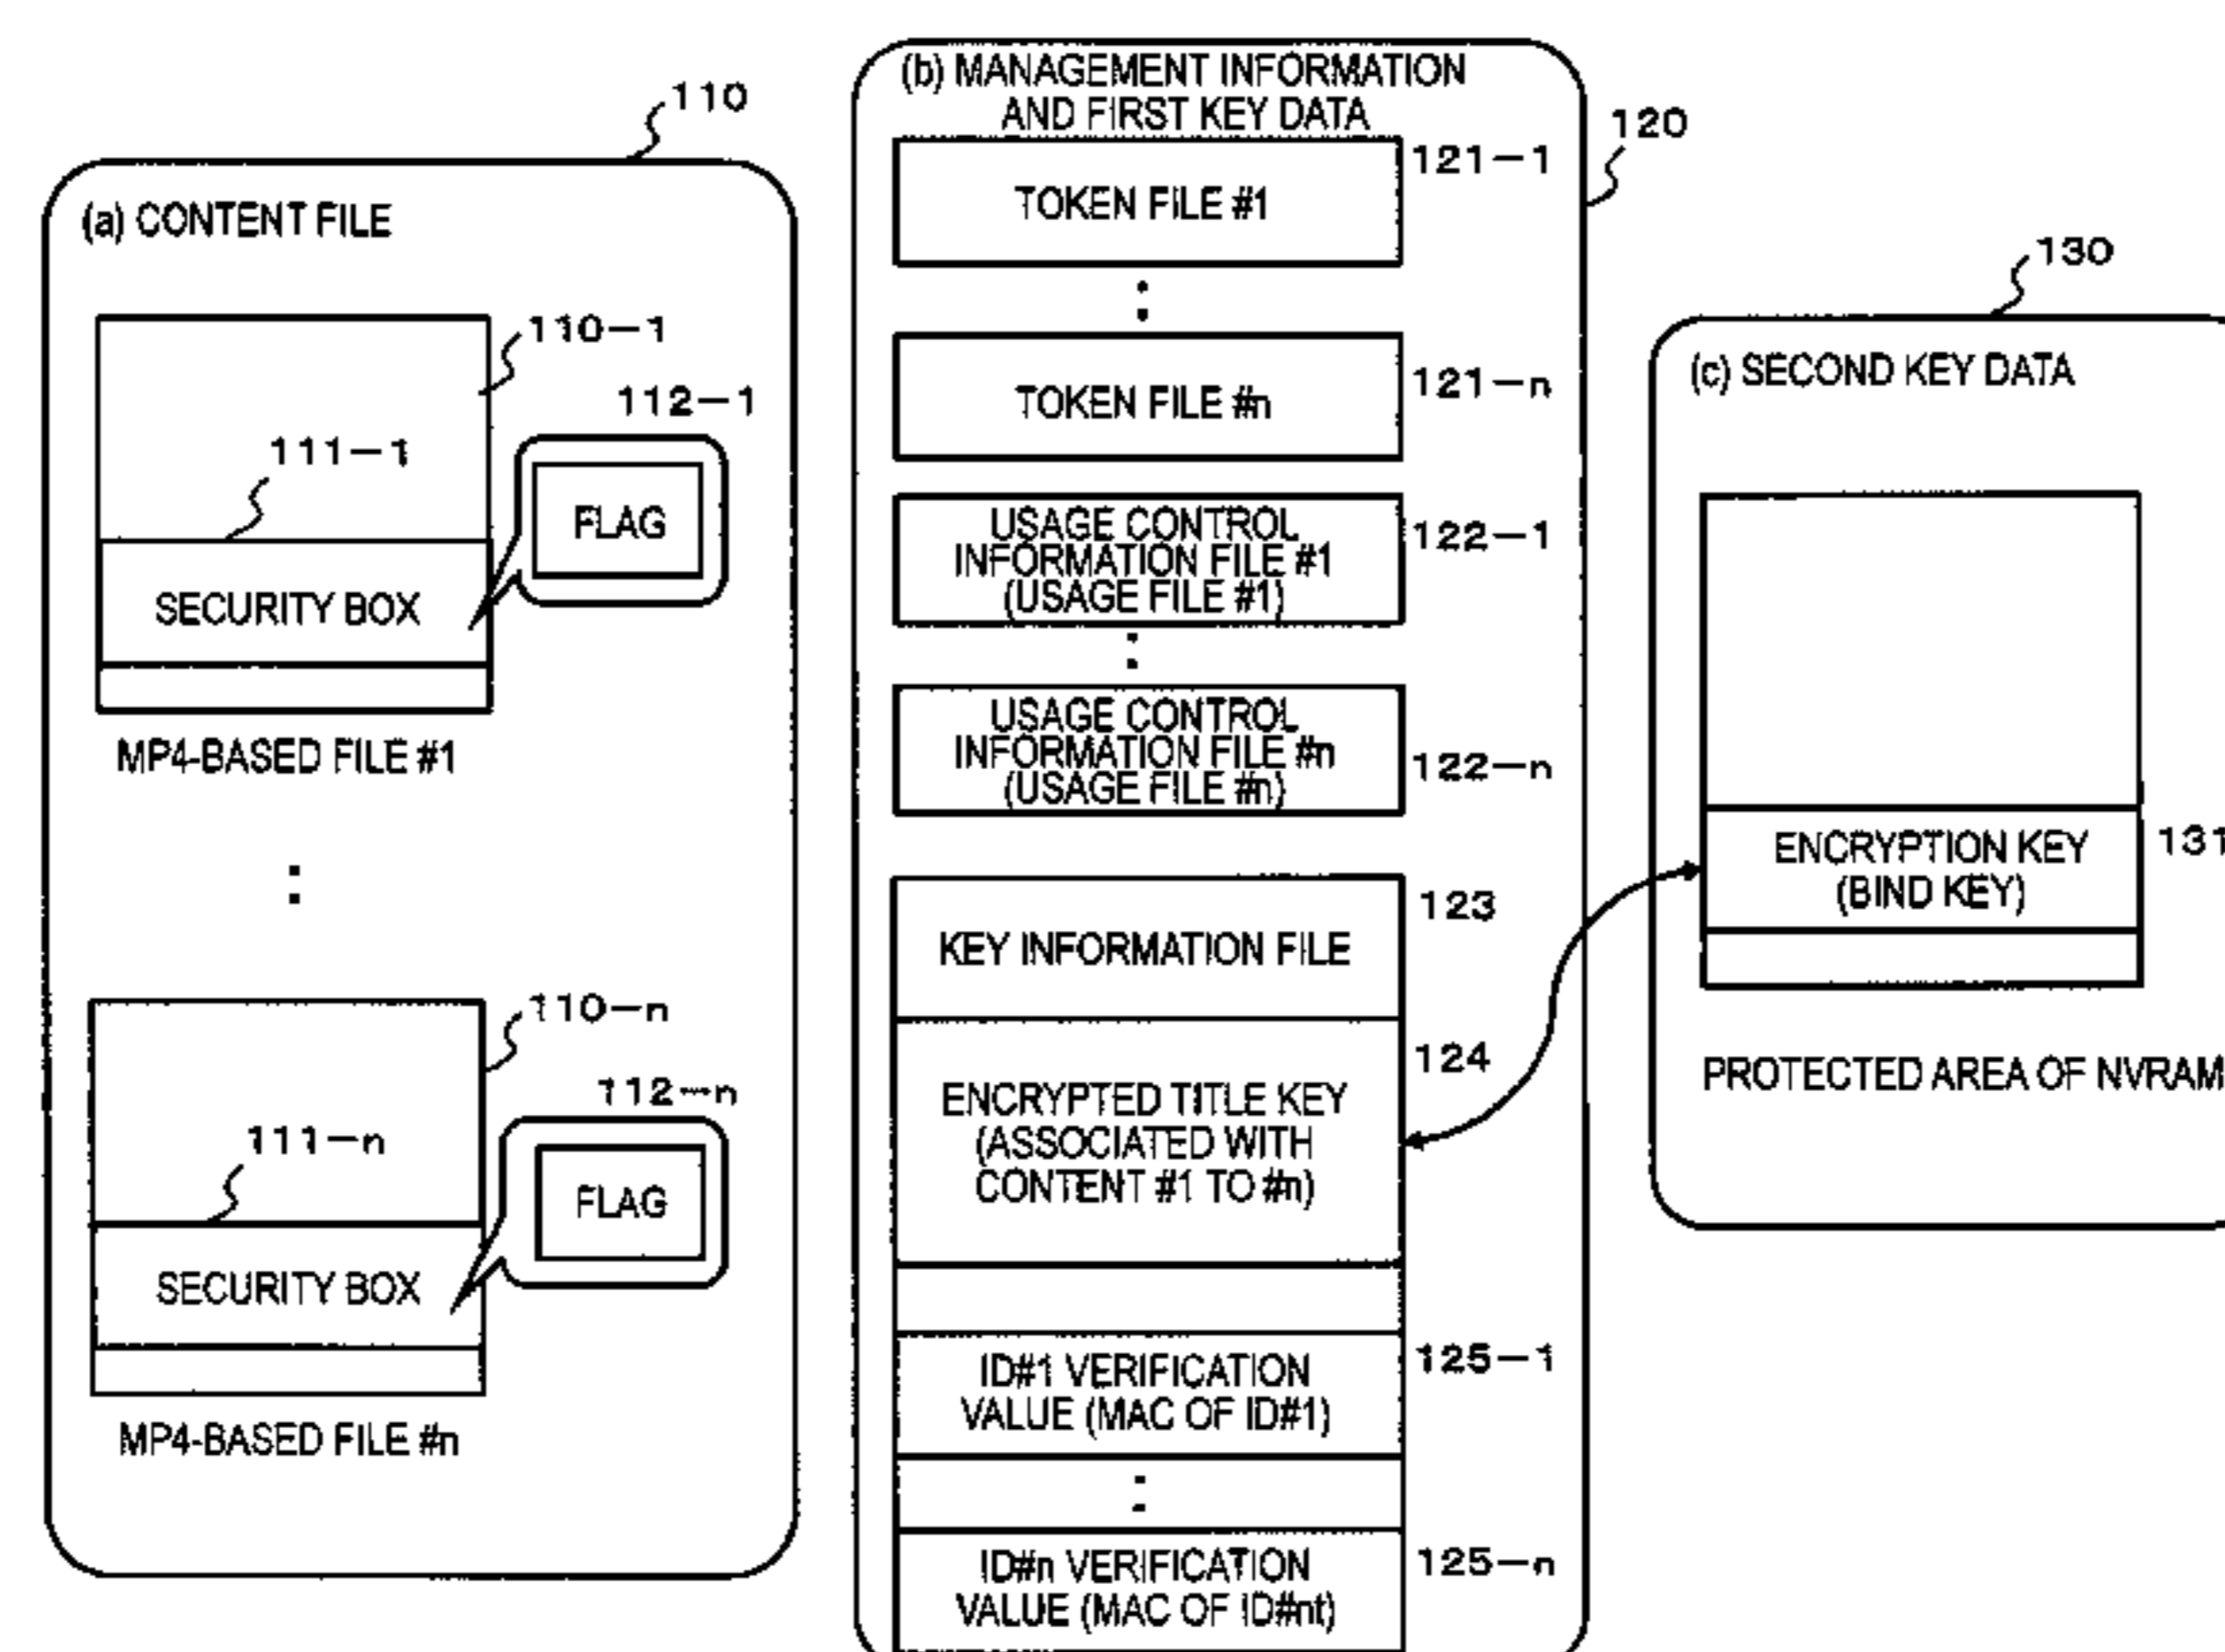 110
(a) CONTENT FILE
110-1
112-1
111-1
FLAG
SECURITY BOX
MP4-BASED FILE #1
110-n
112-n
111-n
FLAG
SECURITY BOX
MP4-BASED FILE #n
(b) MANAGEMENT INFORMATION
AND FIRST KEY DATA
120
TOKEN FILE #1
121-1
TOKEN FILE #n
121-n
USAGE CONTROL
INFORMATION FILE #1
(USAGE FILE #1)
122-1
USAGE CONTROL
INFORMATION FILE #n
(USAGE FILE #n)
122-n
123
KEY INFORMATION FILE
124
ENCRYPTED TITLE KEY
(ASSOCIATED WITH
CONTENT #1 TO #n)
ID#1 VERIFICATION
VALUE (MAC OF ID#1)
125-1
ID#n VERIFICATION
VALUE (MAC OF ID#nt)
125-n
130
(c) SECOND KEY DATA
ENCRYPTION KEY
(BIND KEY)
131
PROTECTED AREA OF NVRAM